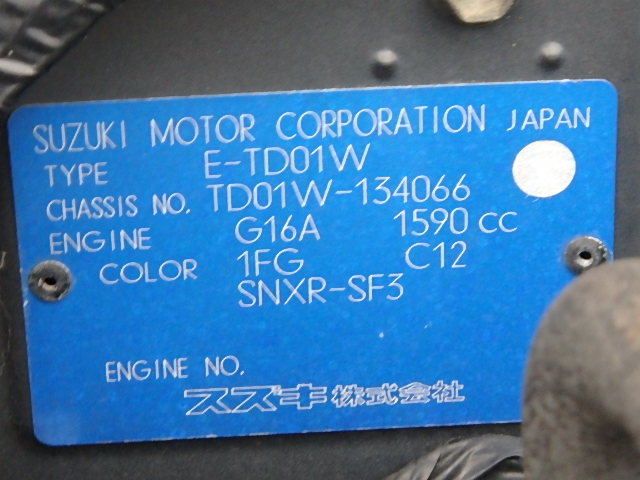 SUZUKI MOTOR CORPORATION JAPAN
TYPE E-TD01W
CHASSIS NO. TD01W-134066
ENGINE G16A 1590 CC
COLOR 1FG C12
SNXR-SF3
ENGINE NO.
スズキ株式会社